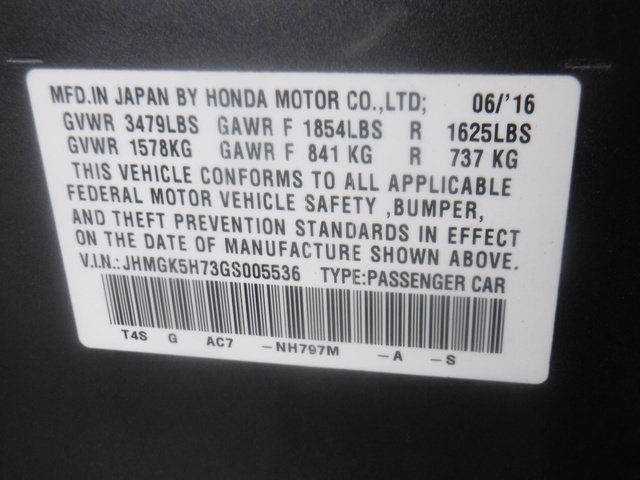 MFD.IN JAPAN BY HONDA MOTOR CO.,LTD; 06/'16
GVWR 3479LBS GAWR F 1854LBS R 1625LBS
GVWR 1578KG GAWR F 841 KG R 737 KG
THIS VEHICLE CONFORMS TO ALL APPLICABLE
FEDERAL MOTOR VEHICLE SAFETY ,BUMPER,
AND THEFT PREVENTION STANDARDS IN EFFECT
ON THE DATE OF MANUFACTURE SHOWN ABOVE.
V.I.N.:JHMGK5H73GS005536 TYPE:PASSENGER CAR
T4S G AC7 -NH797M -A -S